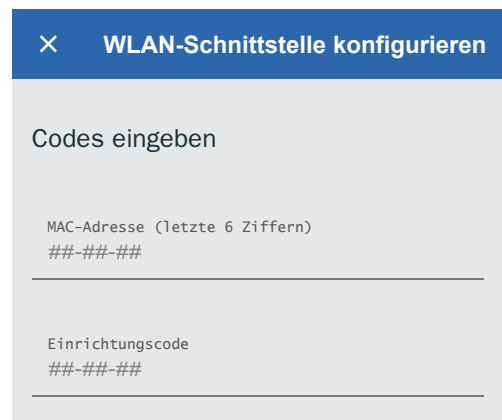 × WLAN-Schnittstelle konfigurieren
Codes eingeben
MAC-Adresse (letzte 6 Ziffern)
##-##-##
Einrichtungscode
##-##-##